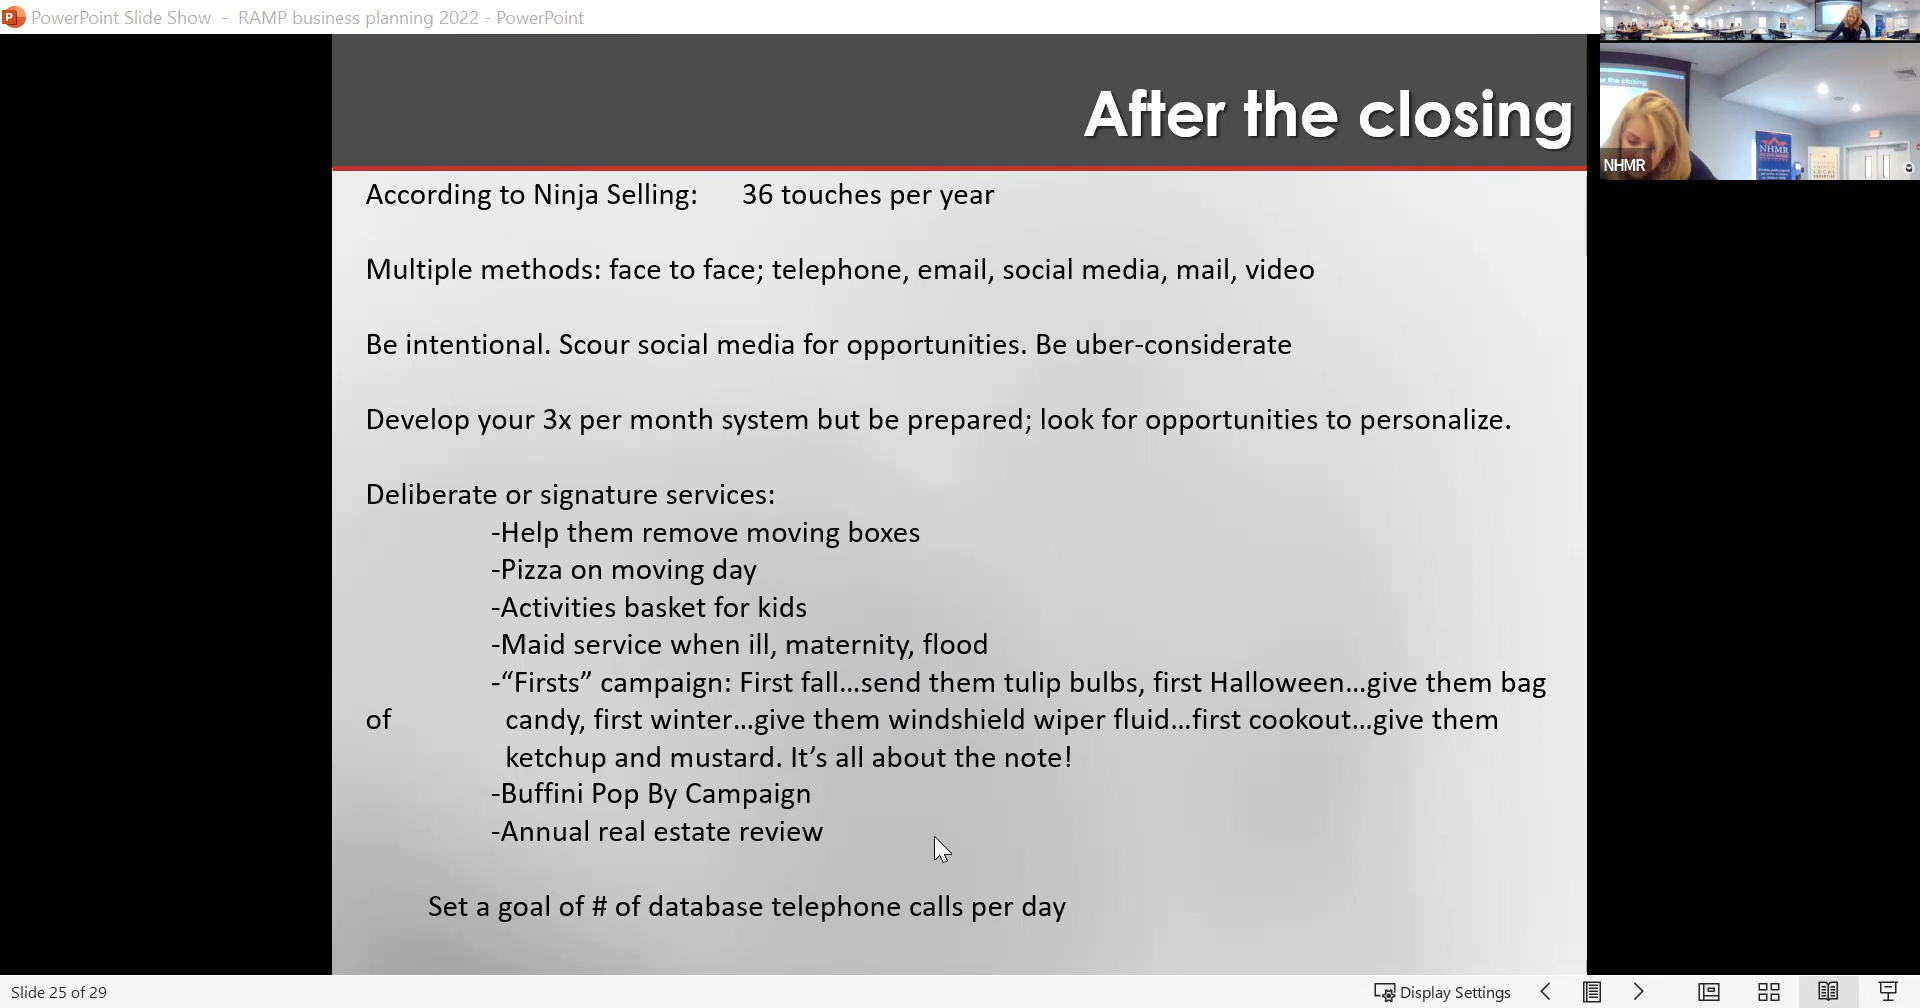 PowerPoint Slide Show - RAMP business planning 2022 - PowerPoint
After the closing
According to Ninja Selling: 36 touches per year
Multiple methods: face to face; telephone, email, social media, mail, video
Be intentional. Scour social media for opportunities. Be uber-considerate
Develop your 3x per month system but be prepared; look for opportunities to personalize.
Deliberate or signature services:
-Help them remove moving boxes
-Pizza on moving day
-Activities basket for kids
-Maid service when ill, maternity, flood
-“Firsts” campaign: First fall…send them tulip bulbs, first Halloween…give them bag
of candy, first winter…give them windshield wiper fluid…first cookout…give them
ketchup and mustard. It’s all about the note!
-Buffini Pop By Campaign
-Annual real estate review
Set a goal of # of database telephone calls per day
the closing
NHMR
NHMR
Slide 25 of 29
Display Settings